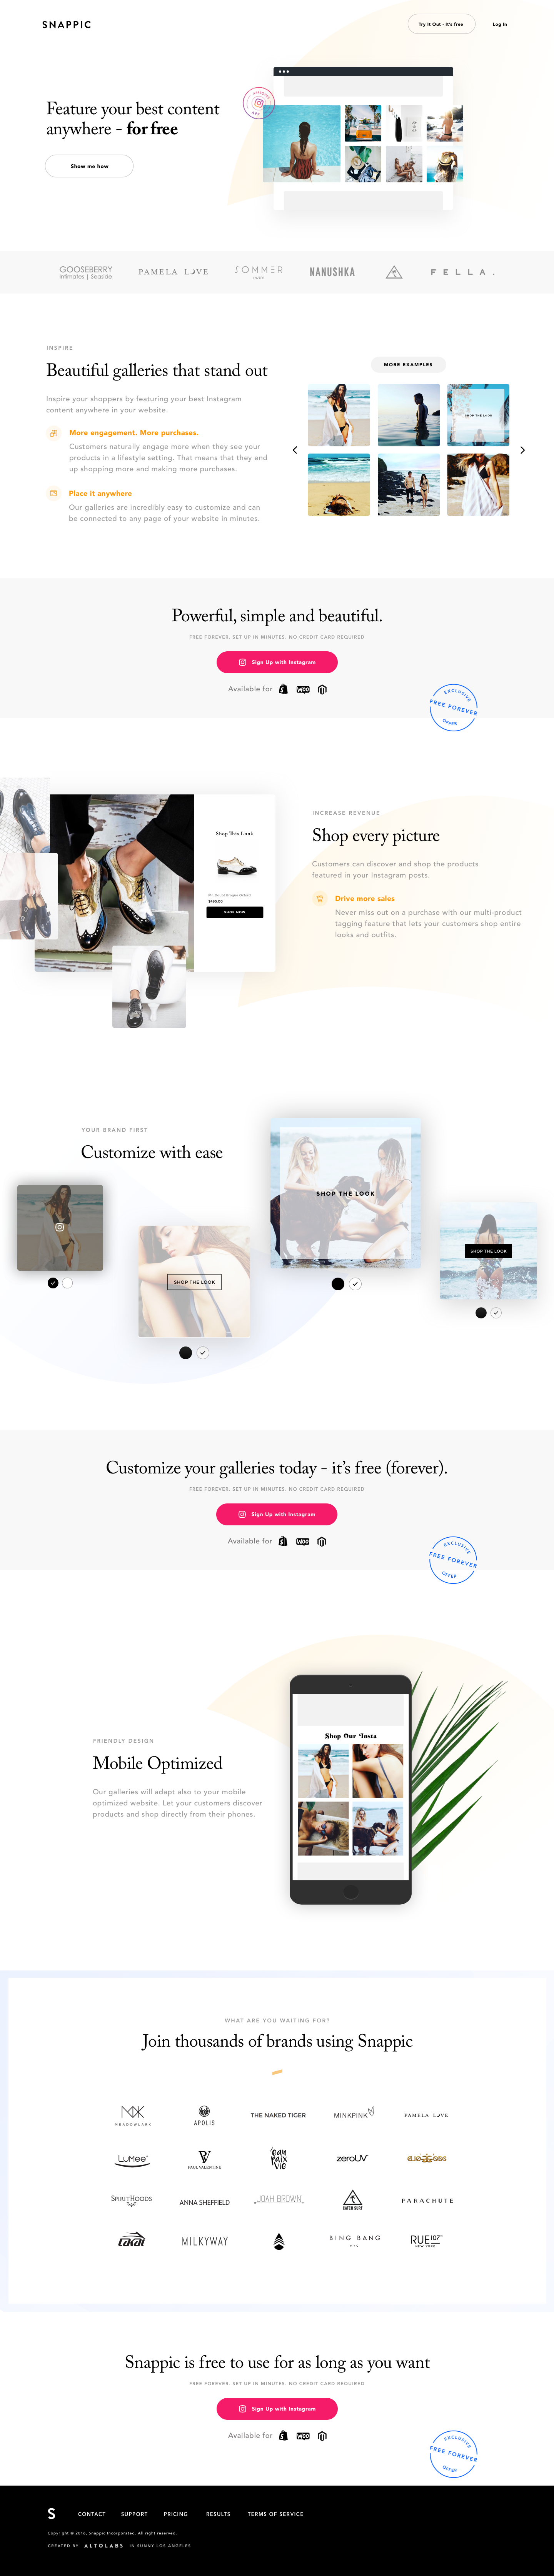 SNAPPIC
Try It Out - It's free
Log In
Feature your best content
anywhere - for free
Show me how
GOOSEBERRY
Intimates | Seaside
PAMELA LOVE
SOMMER
NANUSHKA
FELLA.
INSPIRE
Beautiful galleries that stand out
Inspire your shoppers by featuring your best Instagram
content anywhere in your website.
More engagement. More purchases.
Customers naturally engage more when they see your
products in a lifestyle setting. That means that they end
up shopping more and making more purchases.
Place it anywhere
Our galleries are incredibly easy to customize and can
be connected to any page of your website in minutes.
MORE EXAMPLES
SHOP THE LOOK
Powerful, simple and beautiful.
FREE FOREVER. SET UP IN MINUTES. NO CREDIT CARD REQUIRED
Sign Up with Instagram
Available for
WOO
EXCLUSIVE
FREE FOREVER
OFFER
Shop This Look
$495.00
SHOP NOW
INCREASE REVENUE
Shop every picture
Customers can discover and shop the products
featured in your Instagram posts.
Drive more sales
Never miss out on a purchase with our multi-product
tagging feature that lets your customers shop entire
looks and outfits.
YOUR BRAND FIRST
Customize with ease
SHOP THE LOOK
SHOP THE LOOK
SHOP THE LOOK
Customize your galleries today - it's free (forever).
FREE FOREVER. SET UP IN MINUTES. NO CREDIT CARD REQUIRED
Sign Up with Instagram
Available for
WOO
EXCLUSIVE
FREE FOREVER
OFFER
FRIENDLY DESIGN
Mobile Optimized
Our galleries will adapt also to your mobile
optimized website. Let your customers discover
products and shop directly from their phones.
Shop Our Insta
WHAT ARE YOU WAITING FOR?
Join thousands of brands using Snappic
MEADOWLARK
APOLIS
THE NAKED TIGER
MINKPINK
PAMELA LOVE
LUMEE
PAUL VALENTINE
l'eau
paix
vie
zeroUV
SPIRITHOODS
ANNA SHEFFIELD
JOAH BROWN
CATCH SURF
PARACHUTE
MILKYWAY
BING BANG
NYC
RUE107
NEW YORK
Snappic is free to use for as long as you want
FREE FOREVER. SET UP IN MINUTES. NO CREDIT CARD REQUIRED
Sign Up with Instagram
Available for
WOO
EXCLUSIVE
FREE FOREVER
OFFER
S
CONTACT
SUPPORT
PRICING
RESULTS
TERMS OF SERVICE
Copyright © 2016, Snappic Incorporated. All right reserved.
CREATED BY ALTOLABS IN SUNNY LOS ANGELES